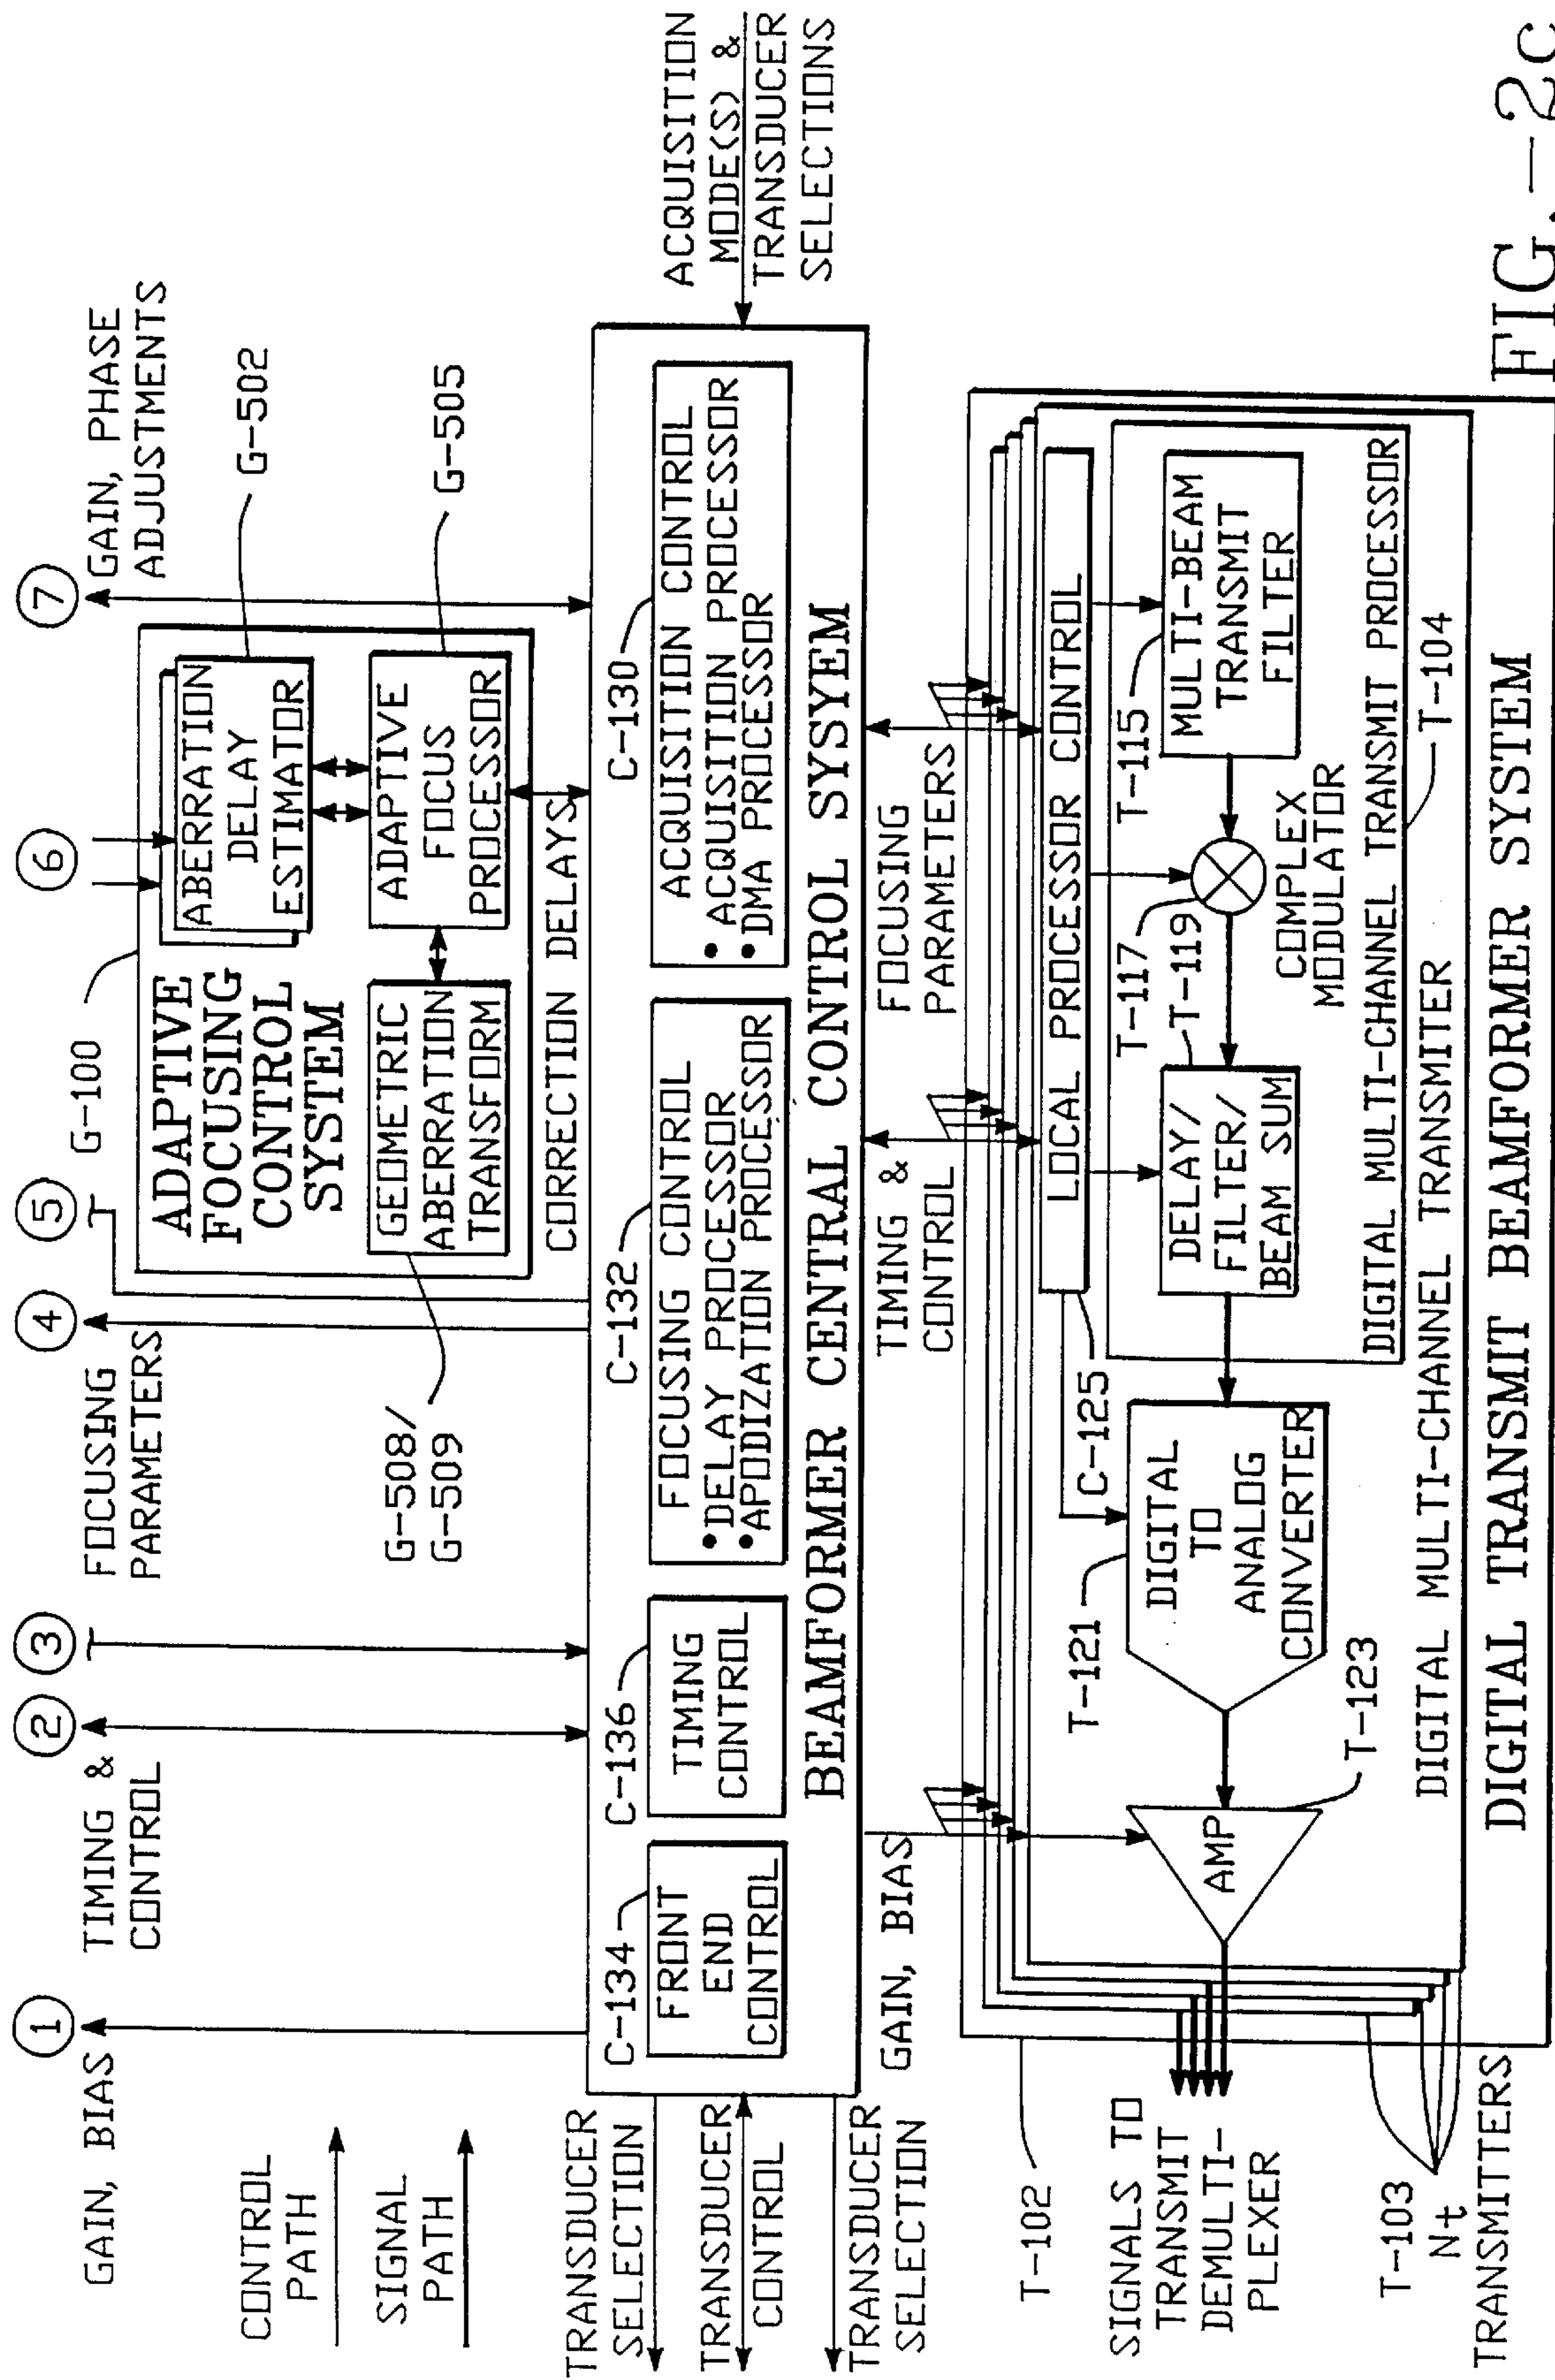 1
2
3
4
5
6
7
GAIN, BIAS
TIMING &
CONTROL
FOCUSING
PARAMETERS
G-100
GAIN, PHASE
ADJUSTMENTS
CONTROL
PATH
SIGNAL
PATH
G-508/
G-509
ADAPTIVE
FOCUSING
CONTROL
SYSTEM
ABERRATION
DELAY
ESTIMATOR
G-502
GEOMETRIC
ABERRATION
TRANSFORM
ADAPTIVE
FOCUS
PROCESSOR
G-505
CORRECTION DELAYS
TRANSDUCER
SELECTION
TRANSDUCER
CONTROL
TRANSDUCER
SELECTION
C-134
FRONT
END
CONTROL
C-136
TIMING
CONTROL
C-132
FOCUSING CONTROL
•DELAY PROCESSOR
•APODIZATION PROCESSOR
C-130
ACQUISITION CONTROL
• ACQUISITION PROCESSOR
• DMA PROCESSOR
BEAMFORMER CENTRAL CONTROL SYSYEM
ACQUISITION
MODE(S) &
TRANSDUCER
SELECTIONS
GAIN, BIAS
TIMING &
CONTROL
FOCUSING
PARAMETERS
T-102
SIGNALS TO
TRANSMIT
DEMULTI-
PLEXER
T-103
Nt
TRANSMITTERS
LOCAL PROCESSOR CONTROL
C-125
T-121
DIGITAL
TO
ANALOG
CONVERTER
AMP
T-123
T-117
T-119
DELAY/
FILTER/
BEAM SUM
T-115
MULTI-BEAM
TRANSMIT
FILTER
COMPLEX
MODULATOR
DIGITAL MULTI-CHANNEL TRANSMIT PROCESSOR
T-104
DIGITAL MULTI-CHANNEL TRANSMITER
DIGITAL TRANSMIT BEAMFORMER SYSTEM
FIG.-2c